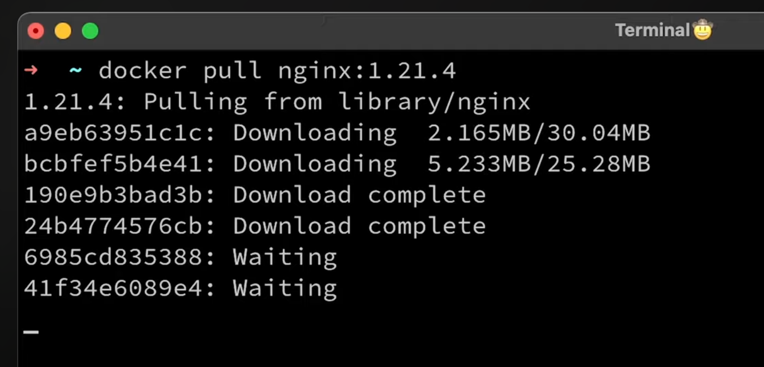 Terminal🤠
➜ ~ docker pull nginx:1.21.4
1.21.4: Pulling from library/nginx
a9eb63951c1c: Downloading 2.165MB/30.04MB
bcbfef5b4e41: Downloading 5.233MB/25.28MB
190e9b3bad3b: Download complete
24b4774576cb: Download complete
6985cd835388: Waiting
41f34e6089e4: Waiting